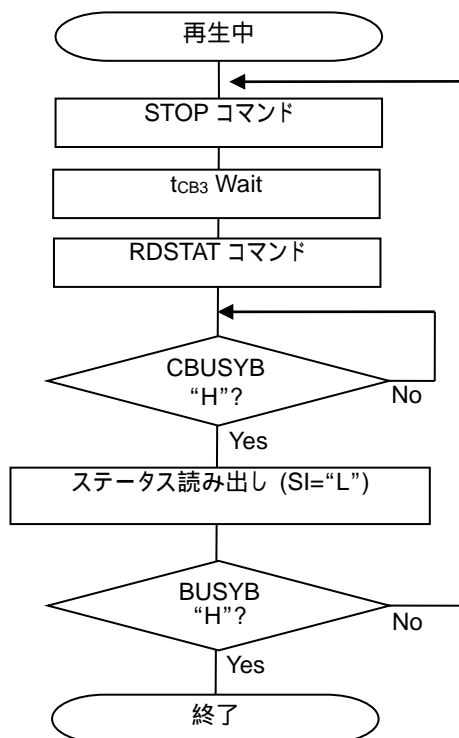 再生中
STOP コマンド
tCB3 Wait
RDSTAT コマンド
CBUSYB
“H”?
No
Yes
ステータス読み出し (SI=“L”)
BUSYB
“H”?
No
Yes
終了